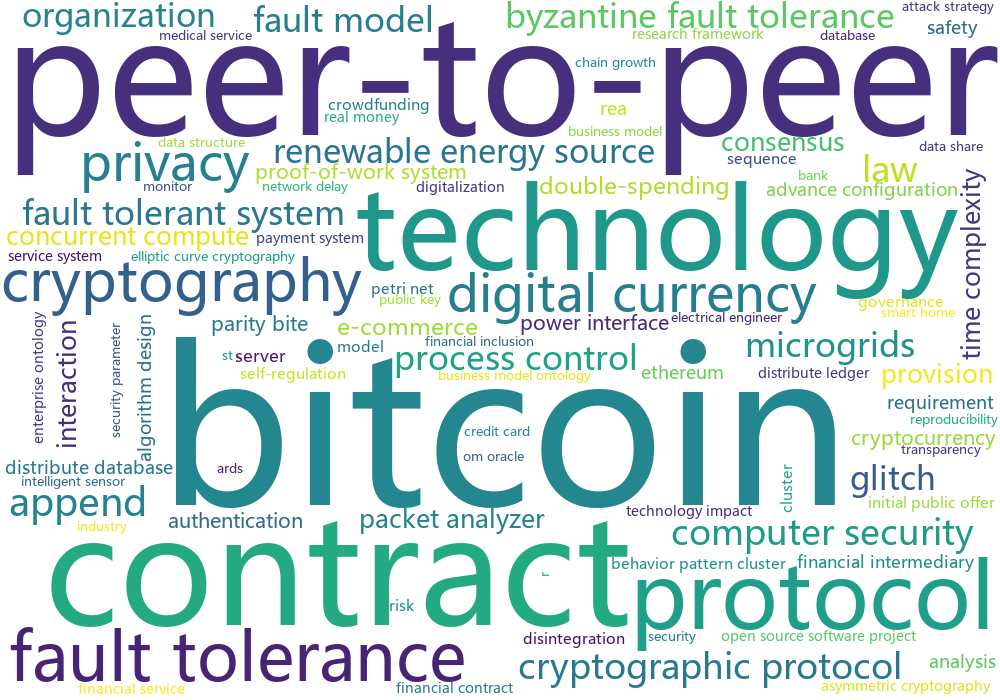 organization
fault model
byzantine fault tolerance
attack strategy
medical service
research framework
database
safety
peer-to-peer
chain growth
crowdfunding
real money
rea
business model
data structure
consensus
data share
privacy
renewable energy source
sequence
law
proof-of-work system
bank
monitor
network delay
digitalization
double-spending
advance configuration
fault tolerant system
technology
time complexity
concurrent compute
payment system
service system
elliptic curve cryptography
cryptography
petri net
public key
digital currency
governance
smart home
parity bite
e-commerce
power interface
electrical engineer
enterprise ontology
interaction
security parameter
algorithm design
st
server
model
financial inclusion
process control
microgrids
self-regulation
business model ontology
ethereum
distribute ledger
provision
bitcoin
requirement
reproducibility
credit card
cryptocurrency
transparency
om oracle
distribute database
ards
intelligent sensor
cluster
glitch
append
initial public offer
industry
authentication
packet analyzer
technology impact
computer security
contract
behavior pattern cluster
financial intermediary
r
risk
protocol
fault tolerance
disintegration
security
open source software project
cryptographic protocol
analysis
financial service
financial contract
asymmetric cryptography